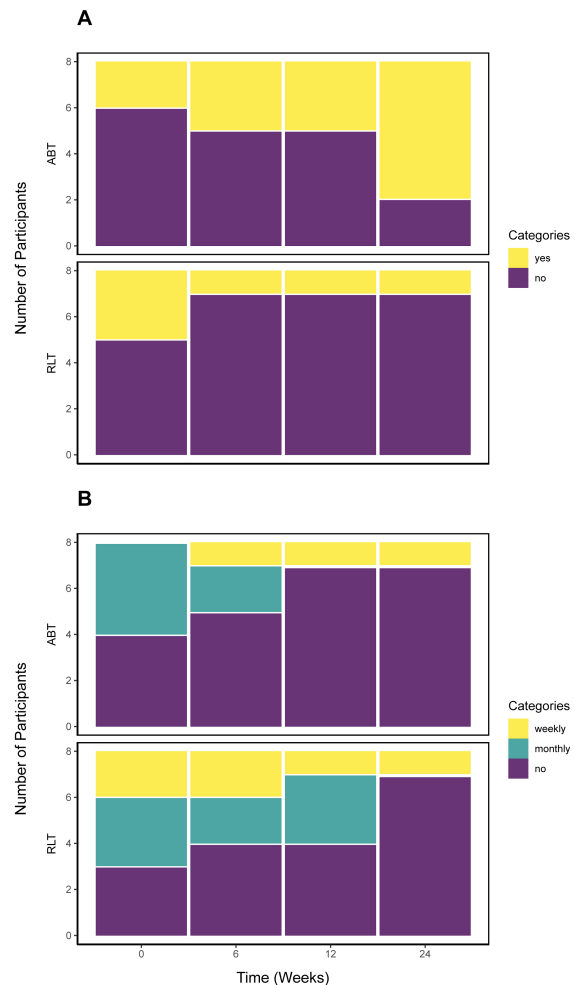 A
8
6
4
2
0
ABT
8
6
4
2
0
RLT
Number of Participants
Categories
yes
no
B
8
6
4
2
0
ABT
8
6
4
2
0
RLT
Number of Participants
Categories
weekly
monthly
no
0 6 12 24
Time (Weeks)